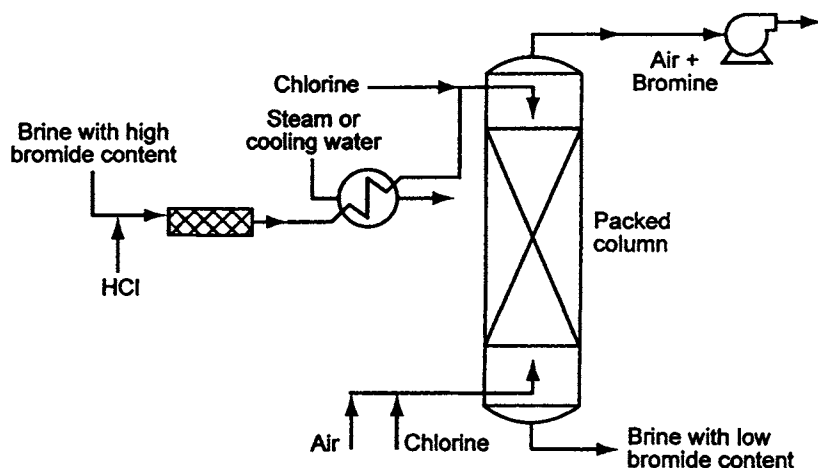 Air +
Bromine
Chlorine
Steam or
cooling water
Brine with high
bromide content
HCl
Packed
column
Air
Chlorine
Brine with low
bromide content